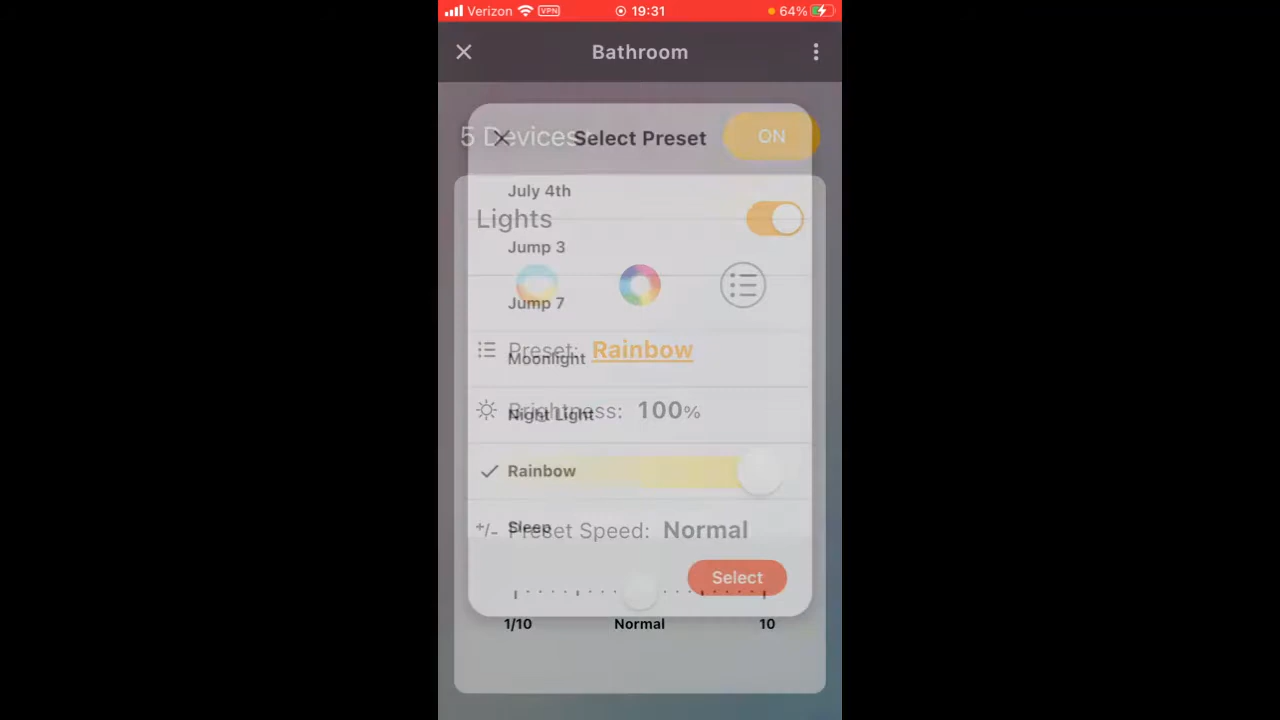 Verizon VPN 19:31 64%
Bathroom
5 Devices
Select Preset
ON
July 4th
Lights
Jump 3
Jump 7
Preset: Rainbow
Moonlight
Brightness: 100%
Night Light
Rainbow
Sleep
+/- Preset Speed: Normal
Select
1/10 Normal 10